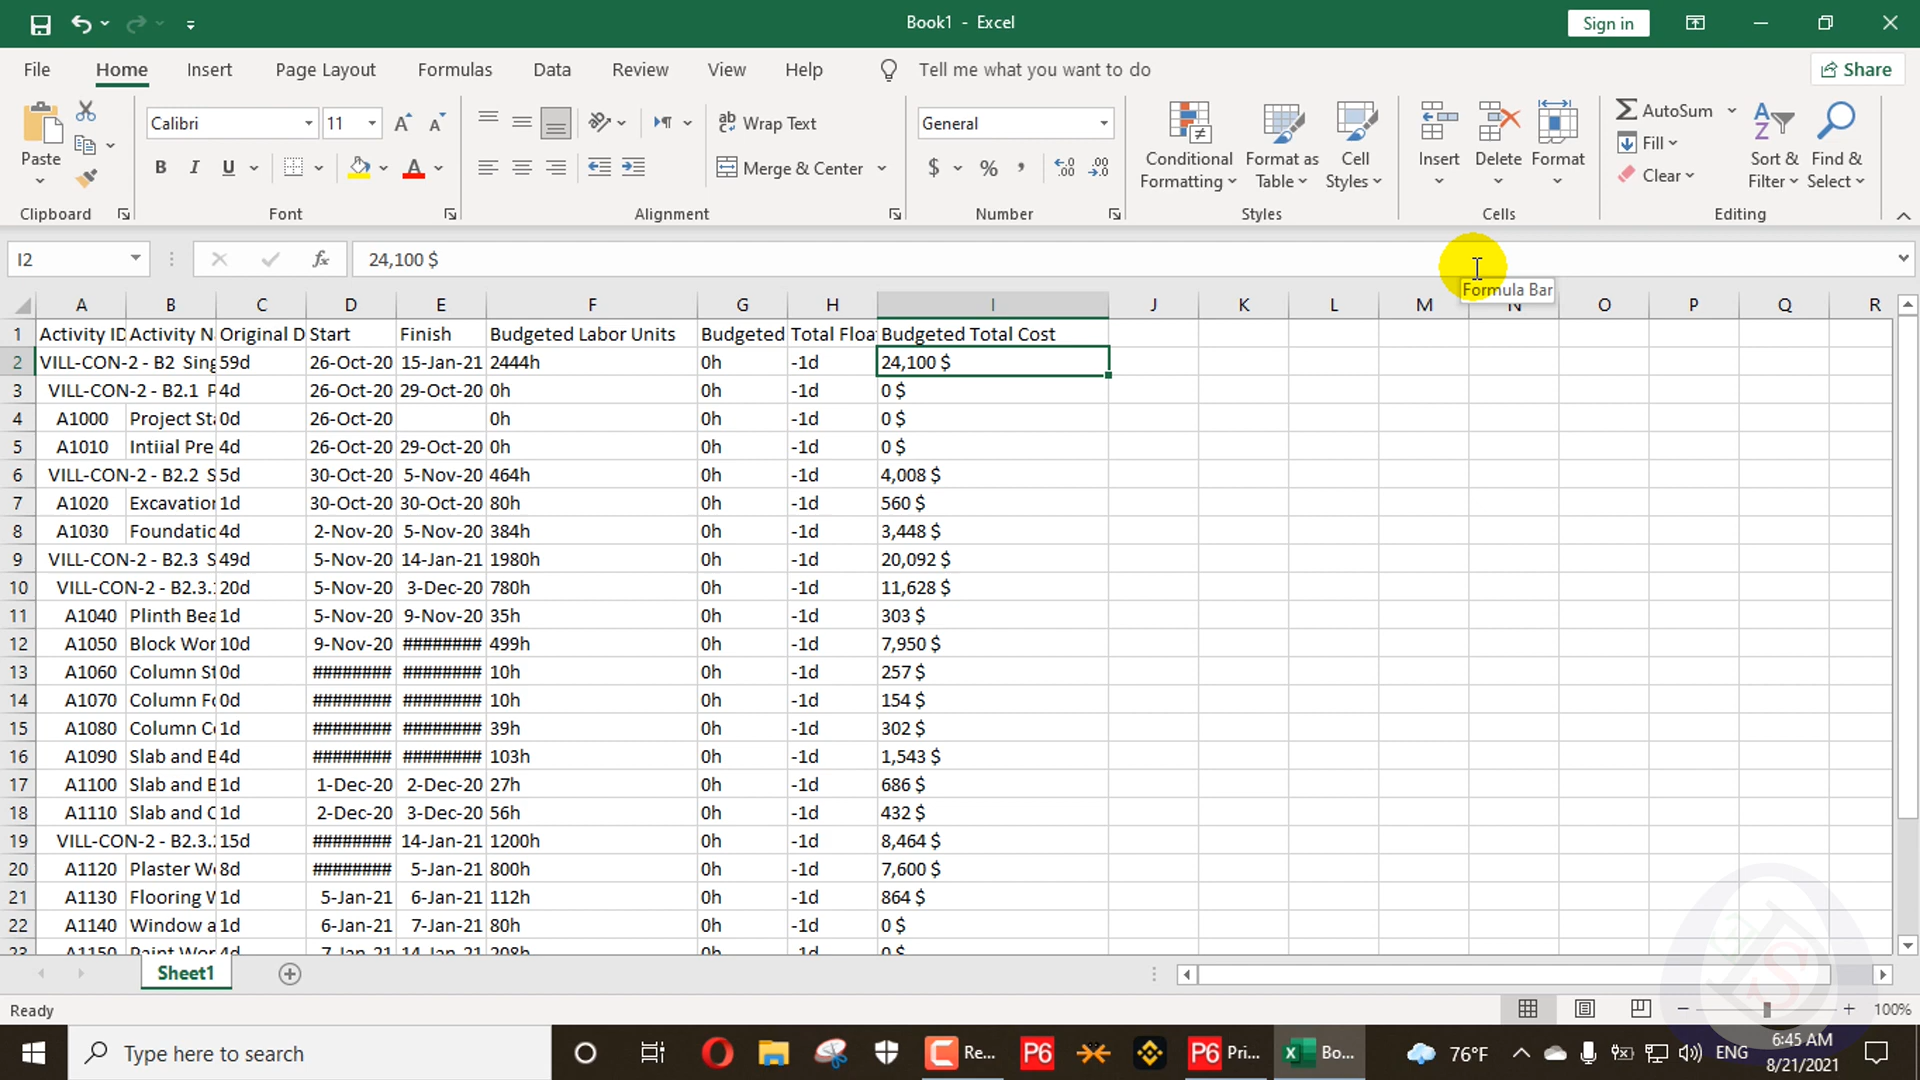 Book1 - Excel
Sign in
File Home Insert Page Layout Formulas Data Review View Help Tell me what you want to do Share
Calibri 11 Wrap Text General AutoSum
Paste Conditional Formatting Format as Table Cell Styles Insert Delete Format Fill Sort & Filter Find & Select
B I U Merge & Center $ % Clear
Clipboard Font Alignment Number Styles Cells Editing
I2 fx 24,100 $
Formula Bar
A B C D E F G H I J K L M N O P Q R
1 Activity ID Activity N Original D Start Finish Budgeted Labor Units Budgeted Total Floa Budgeted Total Cost
2 VILL-CON-2 - B2 Sing 59d 26-Oct-20 15-Jan-21 2444h 0h -1d 24,100 $
3 VILL-CON-2 - B2.1 P 4d 26-Oct-20 29-Oct-20 0h 0h -1d 0 $
4 A1000 Project Sta 0d 26-Oct-20 0h 0h -1d 0 $
5 A1010 Intiial Pre 4d 26-Oct-20 29-Oct-20 0h 0h -1d 0 $
6 VILL-CON-2 - B2.2 S 5d 30-Oct-20 5-Nov-20 464h 0h -1d 4,008 $
7 A1020 Excavation 1d 30-Oct-20 30-Oct-20 80h 0h -1d 560 $
8 A1030 Foundatio 4d 2-Nov-20 5-Nov-20 384h 0h -1d 3,448 $
9 VILL-CON-2 - B2.3 S 49d 5-Nov-20 14-Jan-21 1980h 0h -1d 20,092 $
10 VILL-CON-2 - B2.3. 20d 5-Nov-20 3-Dec-20 780h 0h -1d 11,628 $
11 A1040 Plinth Bea 1d 5-Nov-20 9-Nov-20 35h 0h -1d 303 $
12 A1050 Block Wor 10d 9-Nov-20 ######## 499h 0h -1d 7,950 $
13 A1060 Column St 0d ######## ######## 10h 0h -1d 257 $
14 A1070 Column Fo 0d ######## ######## 10h 0h -1d 154 $
15 A1080 Column Co 1d ######## ######## 39h 0h -1d 302 $
16 A1090 Slab and B 4d ######## ######## 103h 0h -1d 1,543 $
17 A1100 Slab and B 1d 1-Dec-20 2-Dec-20 27h 0h -1d 686 $
18 A1110 Slab and C 1d 2-Dec-20 3-Dec-20 56h 0h -1d 432 $
19 VILL-CON-2 - B2.3. 15d ######## 14-Jan-21 1200h 0h -1d 8,464 $
20 A1120 Plaster Wo 8d ######## 5-Jan-21 800h 0h -1d 7,600 $
21 A1130 Flooring W 1d 5-Jan-21 6-Jan-21 112h 0h -1d 864 $
22 A1140 Window a 1d 6-Jan-21 7-Jan-21 80h 0h -1d 0 $
23 A1150 Paint Wor 4d 7-Jan-21 14-Jan-21 208h 0h -1d 0 $
Sheet1
Ready 100%
Type here to search Re... P6 P6 Pri... Bo... 76°F ENG 6:45 AM
8/21/2021